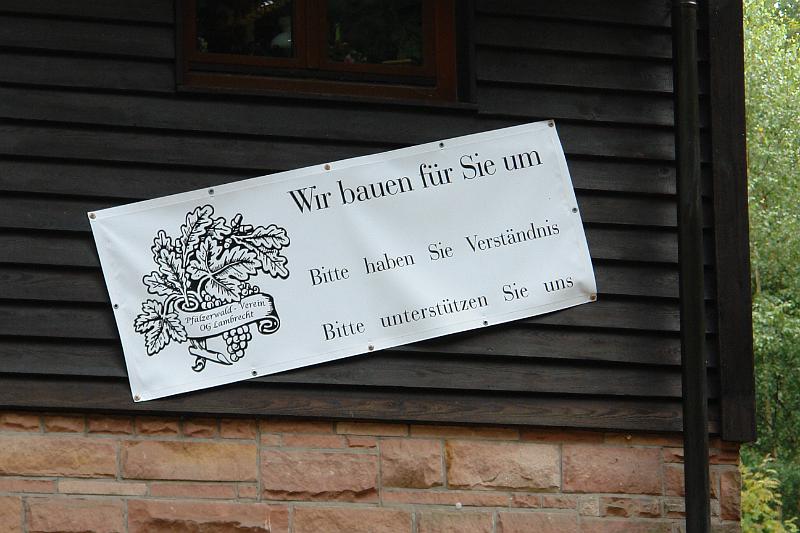 Wir bauen für Sie um
Bitte haben Sie Verständnis
Bitte unterstützen Sie uns
Pfälzerwald - Verein
OG Lambrecht